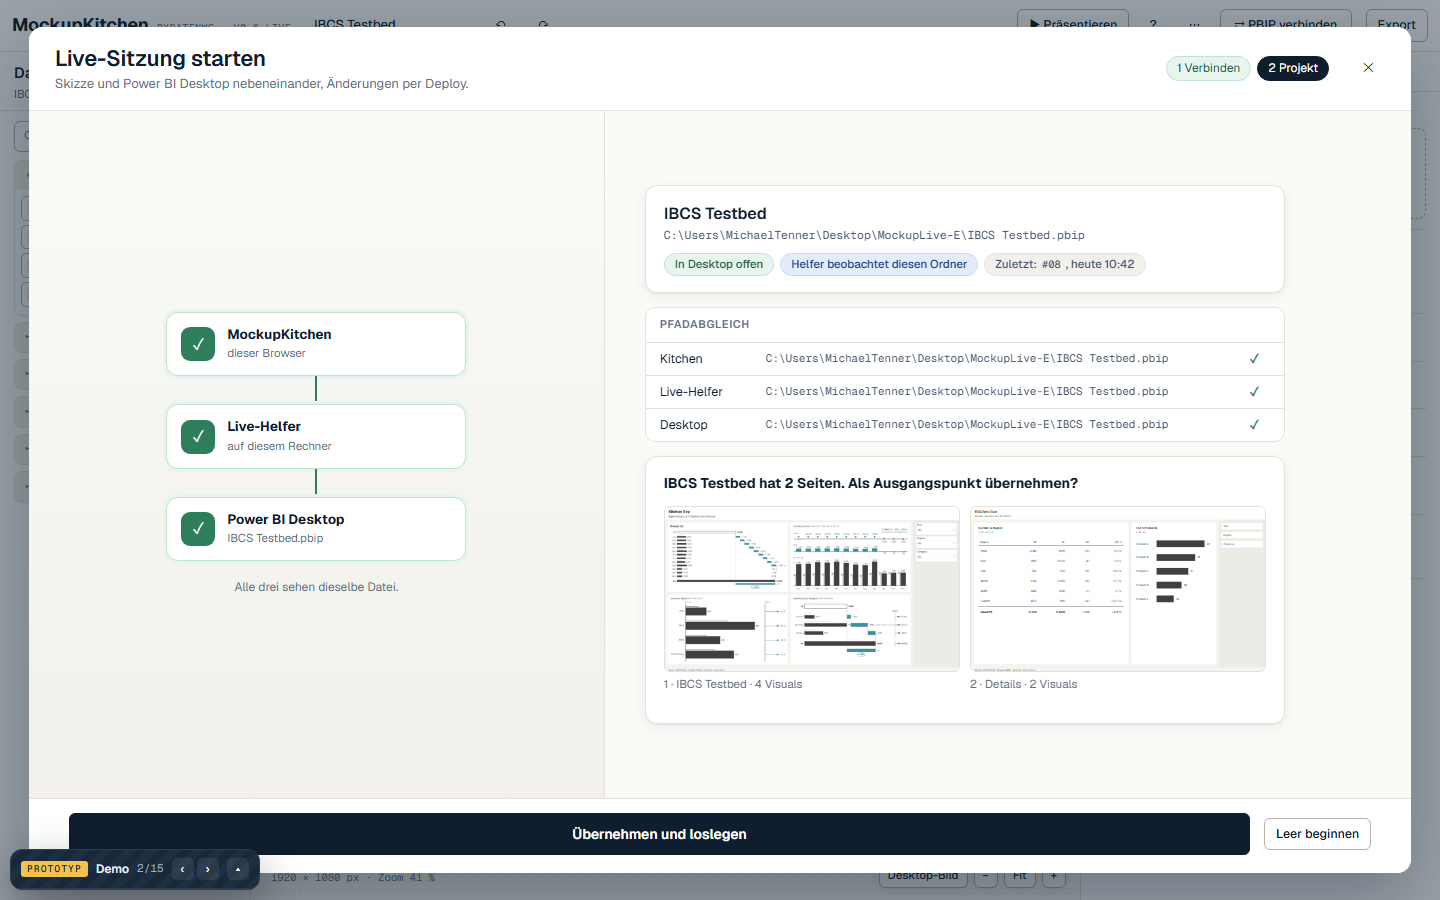 MockupKitchen
IBCS Testbed
▶ Präsentieren
?
...
⇄ PBIP verbinden
Export
Live-Sitzung starten
Skizze und Power BI Desktop nebeneinander, Änderungen per Deploy.
1 Verbinden
2 Projekt
×
MockupKitchen
dieser Browser
Live-Helfer
auf diesem Rechner
Power BI Desktop
IBCS Testbed.pbip
Alle drei sehen dieselbe Datei.
IBCS Testbed
C:\Users\MichaelTenner\Desktop\MockupLive-E\IBCS Testbed.pbip
In Desktop offen
Helfer beobachtet diesen Ordner
Zuletzt: #08 , heute 10:42
PFADABGLEICH
Kitchen C:\Users\MichaelTenner\Desktop\MockupLive-E\IBCS Testbed.pbip ✓
Live-Helfer C:\Users\MichaelTenner\Desktop\MockupLive-E\IBCS Testbed.pbip ✓
Desktop C:\Users\MichaelTenner\Desktop\MockupLive-E\IBCS Testbed.pbip ✓
IBCS Testbed hat 2 Seiten. Als Ausgangspunkt übernehmen?
Kitchen live
Kitchen live
1 · IBCS Testbed · 4 Visuals
2 · Details · 2 Visuals
Übernehmen und loslegen
Leer beginnen
PROTOTYP Demo 2/15 ‹ ›
1920 × 1080 px · Zoom 41 %
Desktop-Bild
−
Fit
+